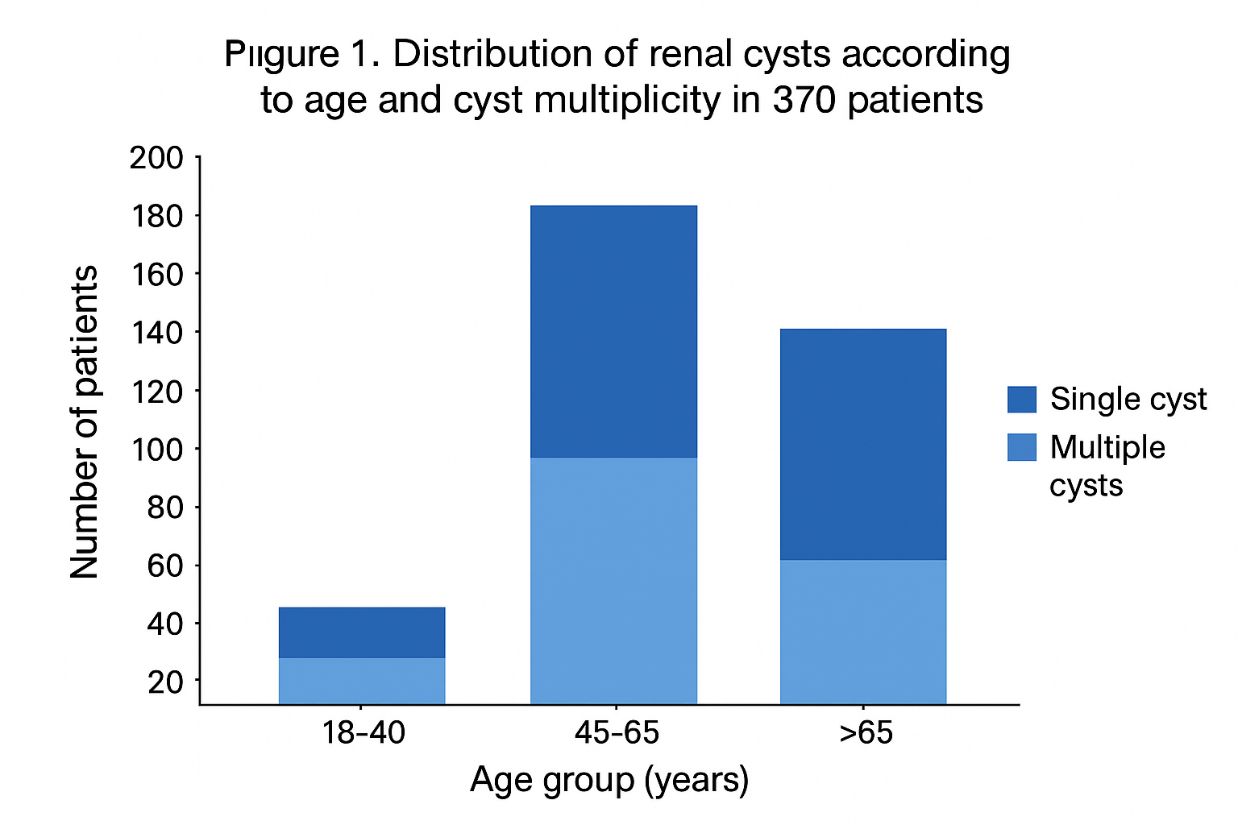 Pııgure 1. Distribution of renal cysts according
to age and cyst multiplicity in 370 patients
200
180
160
140
120
100
80
60
40
20
Number of patients
18-40
45-65
>65
Age group (years)
Single cyst
Multiple
cysts